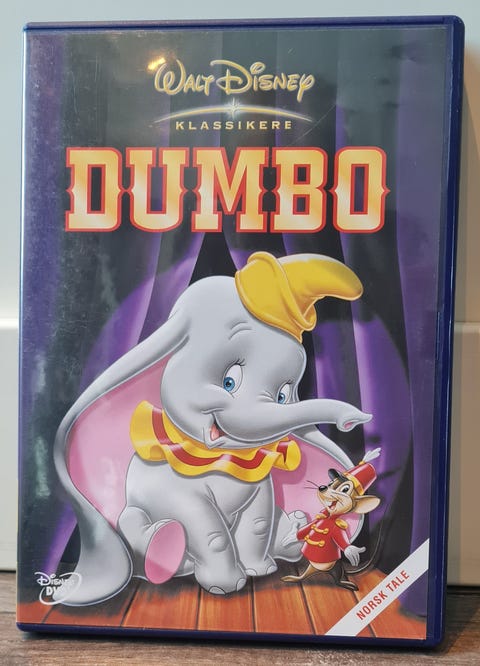 Walt Disney
KLASSIKERE
DUMBO
Disney
DVD
NORSK TALE